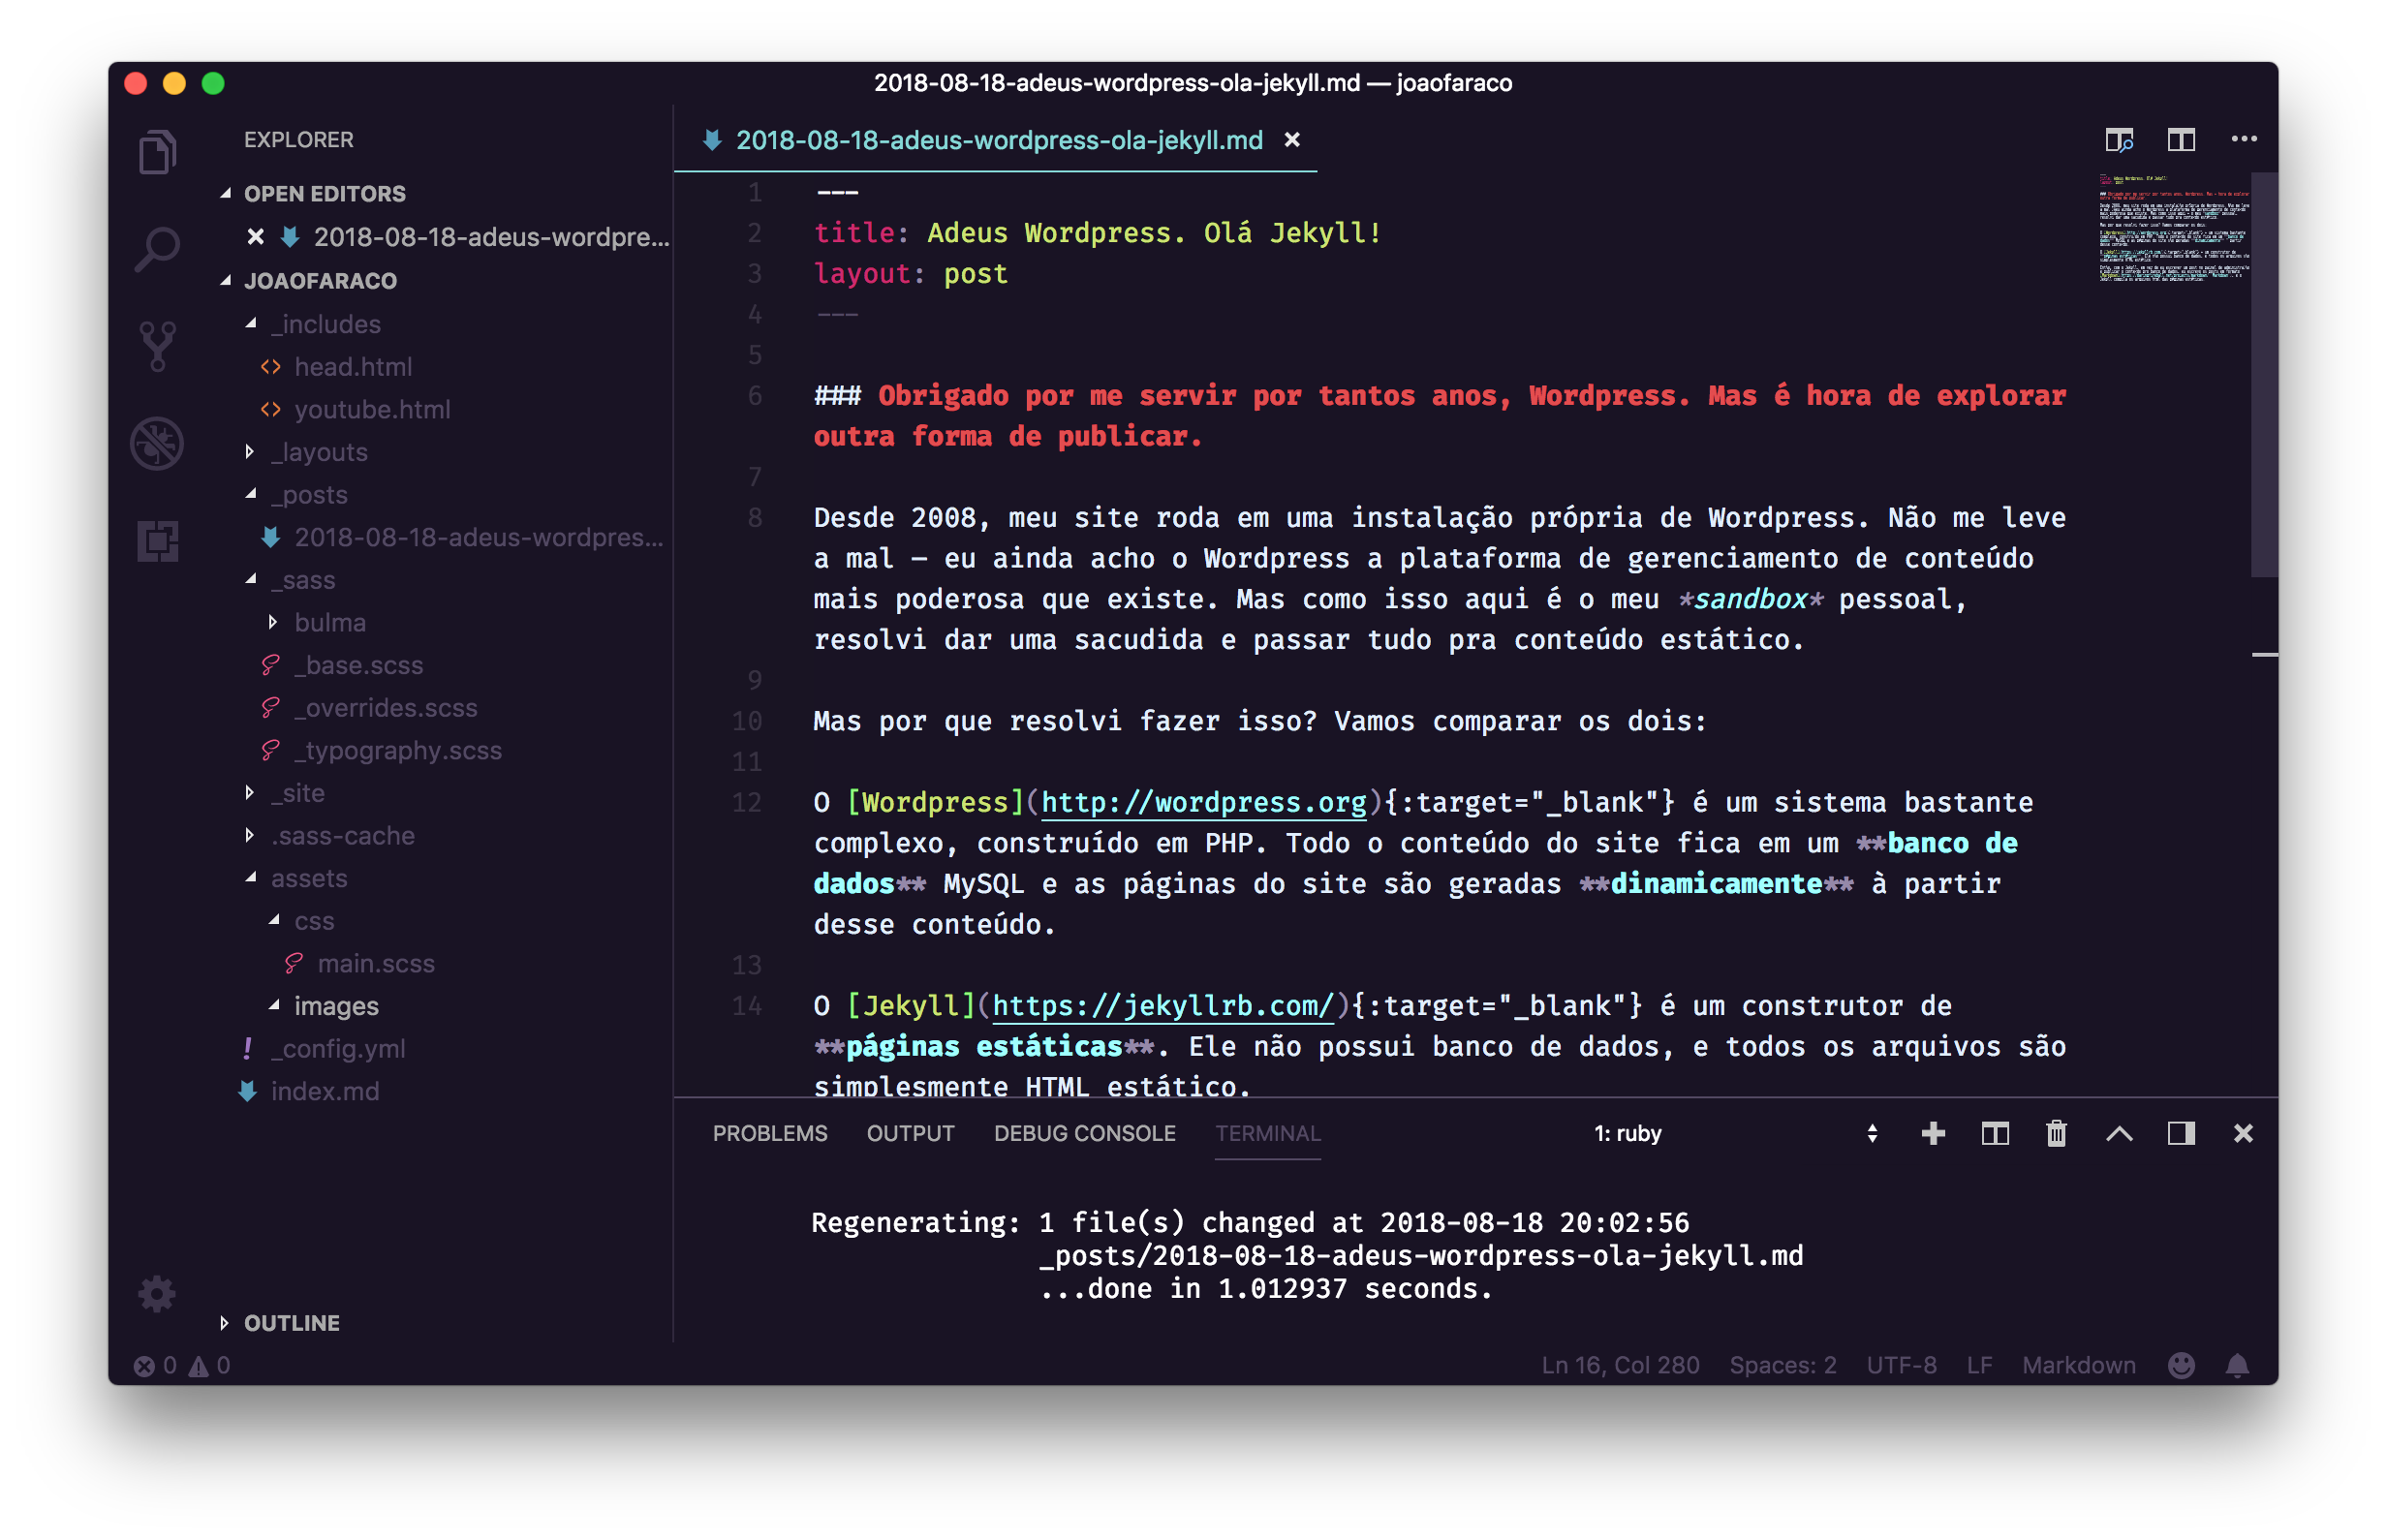 2018-08-18-adeus-wordpress-ola-jekyll.md — joaofaraco
EXPLORER
OPEN EDITORS
2018-08-18-adeus-wordpre...
JOAOFARACO
_includes
head.html
youtube.html
_layouts
_posts
2018-08-18-adeus-wordpres...
_sass
bulma
_base.scss
_overrides.scss
_typography.scss
_site
.sass-cache
assets
css
main.scss
images
_config.yml
index.md
OUTLINE
2018-08-18-adeus-wordpress-ola-jekyll.md
1 ---
2 title: Adeus Wordpress. Olá Jekyll!
3 layout: post
4 ---
5
6 ### Obrigado por me servir por tantos anos, Wordpress. Mas é hora de explorar
outra forma de publicar.
7
8 Desde 2008, meu site roda em uma instalação própria de Wordpress. Não me leve
a mal — eu ainda acho o Wordpress a plataforma de gerenciamento de conteúdo
mais poderosa que existe. Mas como isso aqui é o meu *sandbox* pessoal,
resolvi dar uma sacudida e passar tudo pra conteúdo estático.
9
10 Mas por que resolvi fazer isso? Vamos comparar os dois:
11
12 O [Wordpress](http://wordpress.org){:target="_blank"} é um sistema bastante
complexo, construído em PHP. Todo o conteúdo do site fica em um **banco de
dados** MySQL e as páginas do site são geradas **dinamicamente** à partir
desse conteúdo.
13
14 O [Jekyll](https://jekyllrb.com/){:target="_blank"} é um construtor de
**páginas estáticas**. Ele não possui banco de dados, e todos os arquivos são
simplesmente HTML estático.
PROBLEMS OUTPUT DEBUG CONSOLE TERMINAL 1: ruby
Regenerating: 1 file(s) changed at 2018-08-18 20:02:56
_posts/2018-08-18-adeus-wordpress-ola-jekyll.md
...done in 1.012937 seconds.
0 0 Ln 16, Col 280 Spaces: 2 UTF-8 LF Markdown